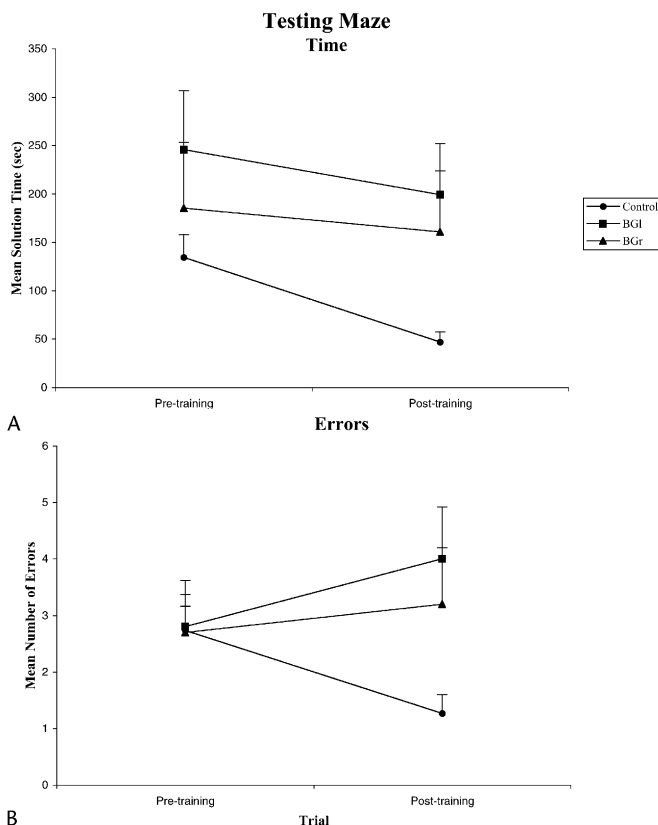 Testing Maze
Time
350
300
250
200
150
100
50
0
Mean Solution Time (sec)
Pre-training
Post-training
Control
BGl
BGr
A
Errors
6
5
4
3
2
1
0
Mean Number of Errors
Pre-training
Post-training
B
Trial